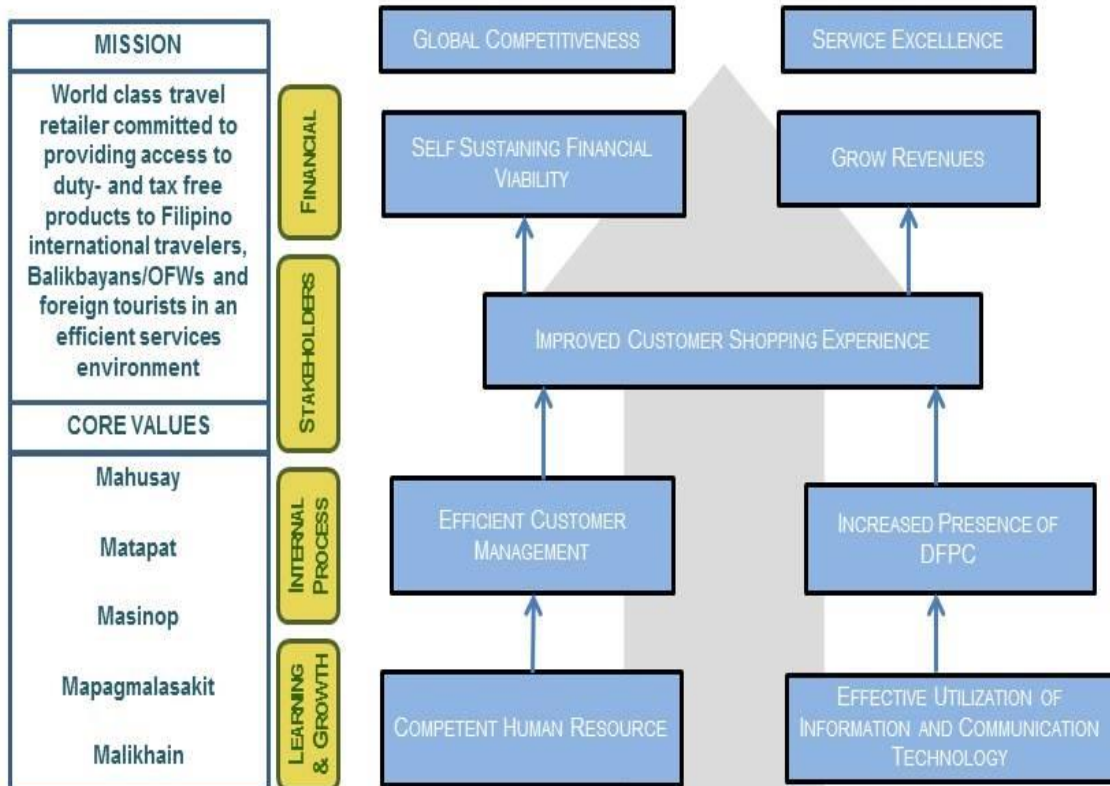 MISSION
World class travel
retailer committed to
providing access to
duty- and tax free
products to Filipino
international travelers,
Balikbayans/OFWs and
foreign tourists in an
efficient services
environment
CORE VALUES
Mahusay
Matapat
Masinop
Mapagmalasakit
Malikhain
FINANCIAL
STAKEHOLDERS
INTERNAL
PROCESS
LEARNING
& GROWTH
GLOBAL COMPETITIVENESS
SERVICE EXCELLENCE
SELF SUSTAINING FINANCIAL
VIABILITY
GROW REVENUES
IMPROVED CUSTOMER SHOPPING EXPERIENCE
EFFICIENT CUSTOMER
MANAGEMENT
INCREASED PRESENCE OF
DFPC
COMPETENT HUMAN RESOURCE
EFFECTIVE UTILIZATION OF
INFORMATION AND COMMUNICATION
TECHNOLOGY